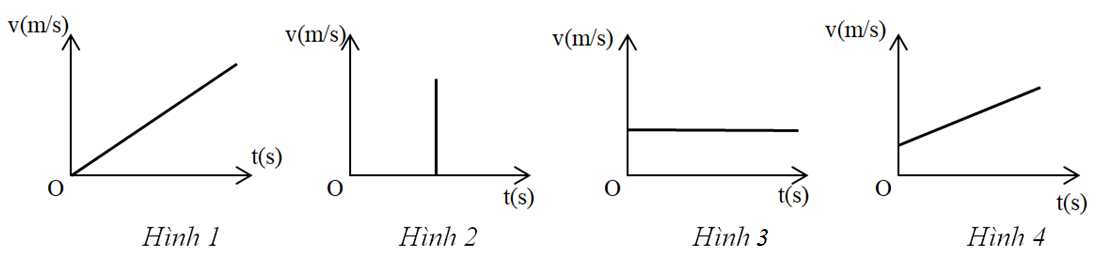 v(m/s)
t(s)
O
Hình 1
v(m/s)
t(s)
O
Hình 2
v(m/s)
t(s)
O
Hình 3
v(m/s)
t(s)
O
Hình 4